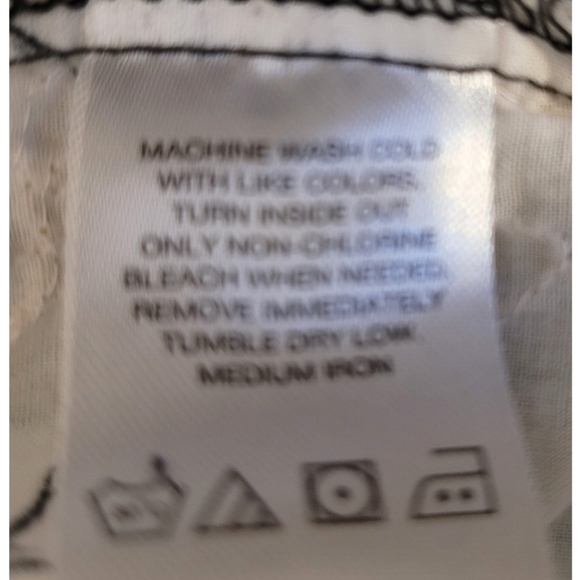 MACHINE WASH COLD
WITH LIKE COLORS.
TURN INSIDE OUT
ONLY NON-CHLORINE
BLEACH WHEN NEEDED.
REMOVE IMMEDIATELY
TUMBLE DRY LOW.
MEDIUM IRON